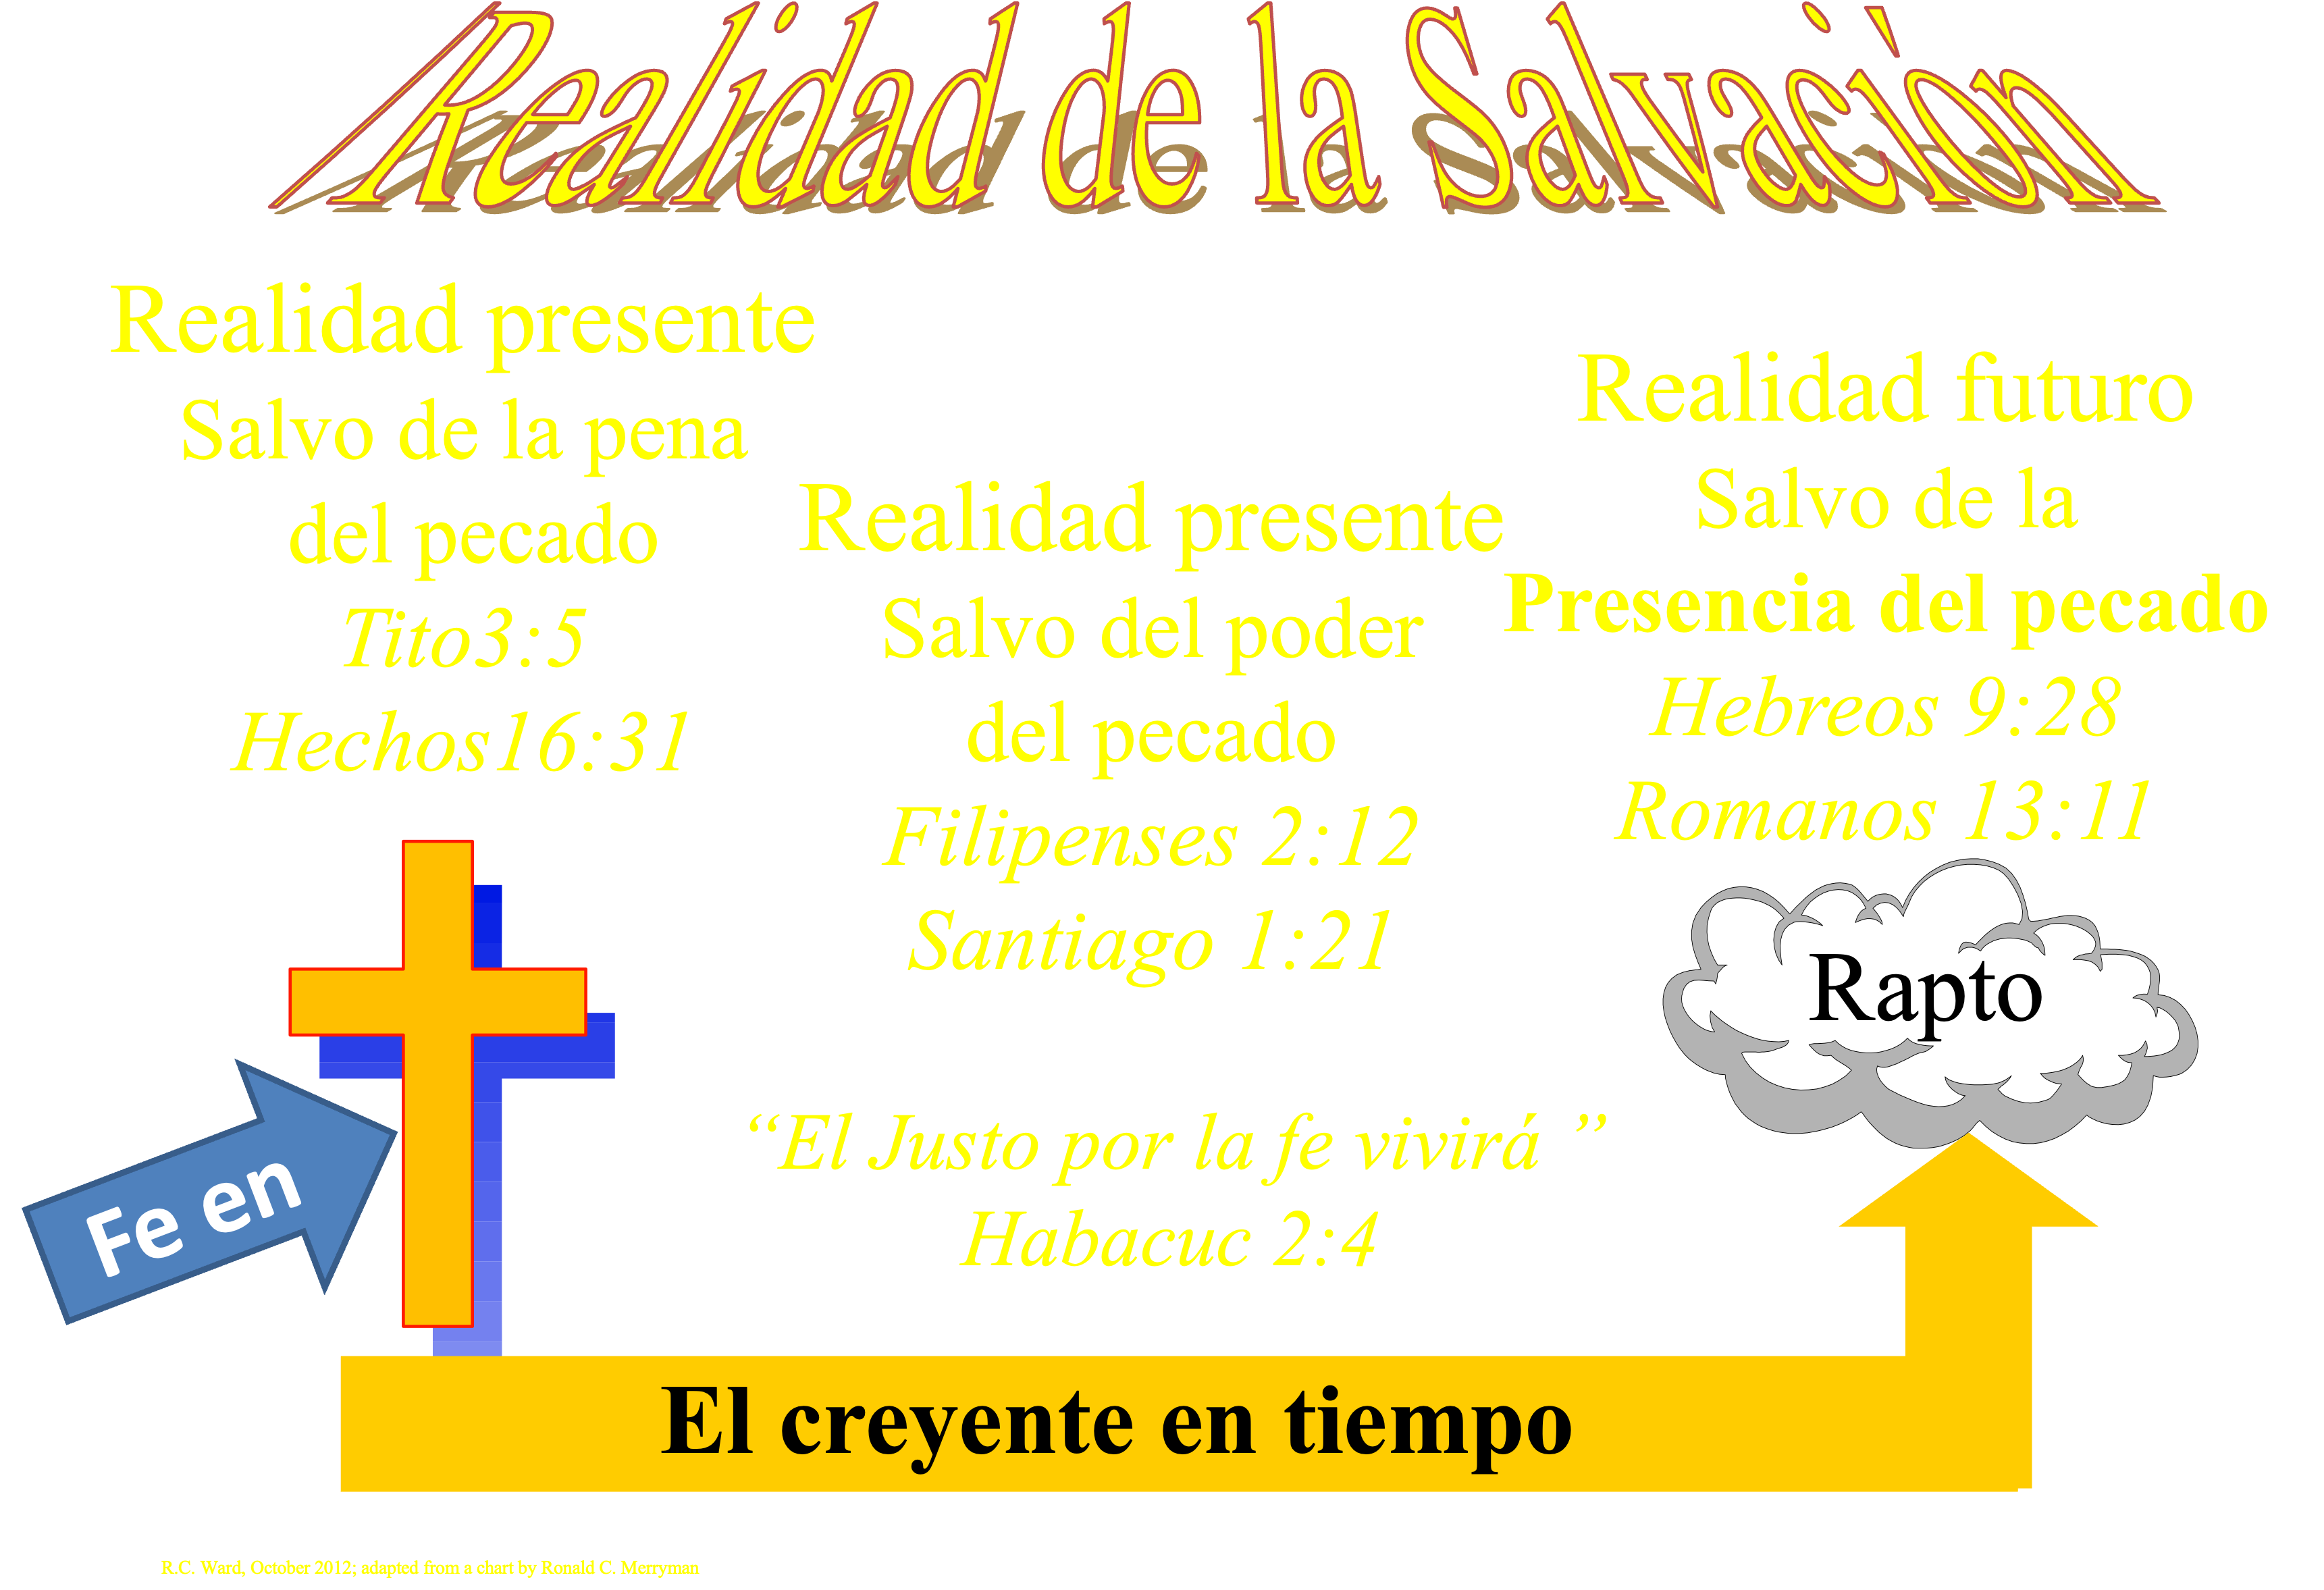 Realidad de la Salvaciòn
Realidad presente
Salvo de la pena
del pecado
Tito3:5
Hechos16:31
Realidad presente
Salvo del poder
del pecado
Filipenses 2:12
Santiago 1:21
Realidad futuro
Salvo de la
Presencia del pecado
Hebreos 9:28
Romanos 13:11
Rapto
Fe en
“El Justo por la fe vivirá ”
Habacuc 2:4
El creyente en tiempo
R.C. Ward, October 2012; adapted from a chart by Ronald C. Merryman